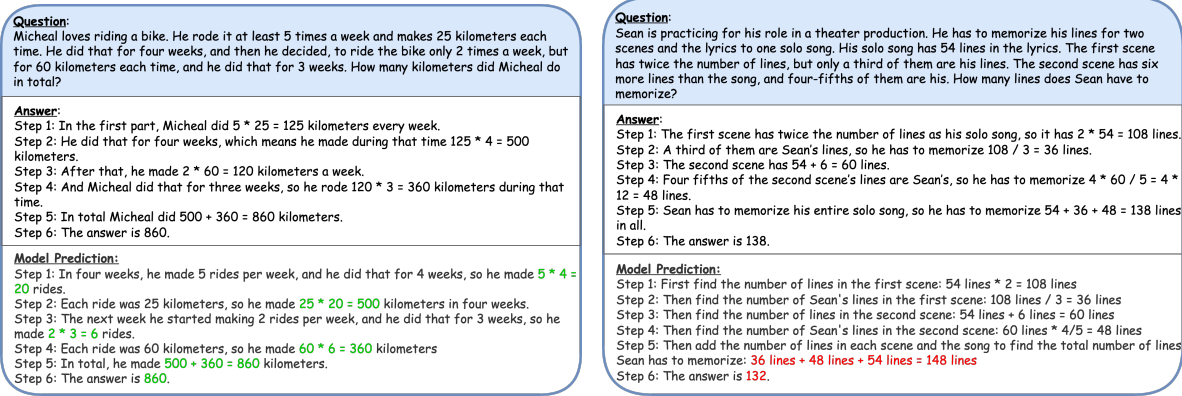 Question:
Micheal loves riding a bike. He rode it at least 5 times a week and makes 25 kilometers each
time. He did that for four weeks, and then he decided, to ride the bike only 2 times a week, but
for 60 kilometers each time, and he did that for 3 weeks. How many kilometers did Micheal do
in total?
Answer:
Step 1: In the first part, Micheal did 5 * 25 = 125 kilometers every week.
Step 2: He did that for four weeks, which means he made during that time 125 * 4 = 500
kilometers.
Step 3: After that, he made 2 * 60 = 120 kilometers a week.
Step 4: And Micheal did that for three weeks, so he rode 120 * 3 = 360 kilometers during that
time.
Step 5: In total Micheal did 500 + 360 = 860 kilometers.
Step 6: The answer is 860.
Model Prediction:
Step 1: In four weeks, he made 5 rides per week, and he did that for 4 weeks, so he made 5 * 4 =
20 rides.
Step 2: Each ride was 25 kilometers, so he made 25 * 20 = 500 kilometers in four weeks.
Step 3: The next week he started making 2 rides per week, and he did that for 3 weeks, so he
made 2 * 3 = 6 rides.
Step 4: Each ride was 60 kilometers, so he made 60 * 6 = 360 kilometers
Step 5: In total, he made 500 + 360 = 860 kilometers.
Step 6: The answer is 860.
Question:
Sean is practicing for his role in a theater production. He has to memorize his lines for two
scenes and the lyrics to one solo song. His solo song has 54 lines in the lyrics. The first scene
has twice the number of lines, but only a third of them are his lines. The second scene has six
more lines than the song, and four-fifths of them are his. How many lines does Sean have to
memorize?
Answer:
Step 1: The first scene has twice the number of lines as his solo song, so it has 2 * 54 = 108 lines.
Step 2: A third of them are Sean's lines, so he has to memorize 108 / 3 = 36 lines.
Step 3: The second scene has 54 + 6 = 60 lines.
Step 4: Four fifths of the second scene's lines are Sean's, so he has to memorize 4 * 60 / 5 = 4 *
12 = 48 lines.
Step 5: Sean has to memorize his entire solo song, so he has to memorize 54 + 36 + 48 = 138 lines
in all.
Step 6: The answer is 138.
Model Prediction:
Step 1: First find the number of lines in the first scene: 54 lines * 2 = 108 lines
Step 2: Then find the number of Sean's lines in the first scene: 108 lines / 3 = 36 lines
Step 3: Then find the number of lines in the second scene: 54 lines + 6 lines = 60 lines
Step 4: Then find the number of Sean's lines in the second scene: 60 lines * 4/5 = 48 lines
Step 5: Then add the number of lines in each scene and the song to find the total number of lines
Sean has to memorize: 36 lines + 48 lines + 54 lines = 148 lines
Step 6: The answer is 132.